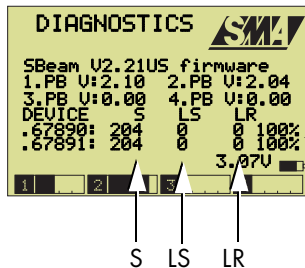 DIAGNOSTICS SMA
SBeam V2.21US firmware
1.PB V:2.10 2.PB V:2.04
3.PB V:0.00 4.PB V:0.00
DEVICE S LS LR
.67890: 204 0 0 100%
.67891: 204 0 0 100%
3.07V
1 2 3
S LS LR